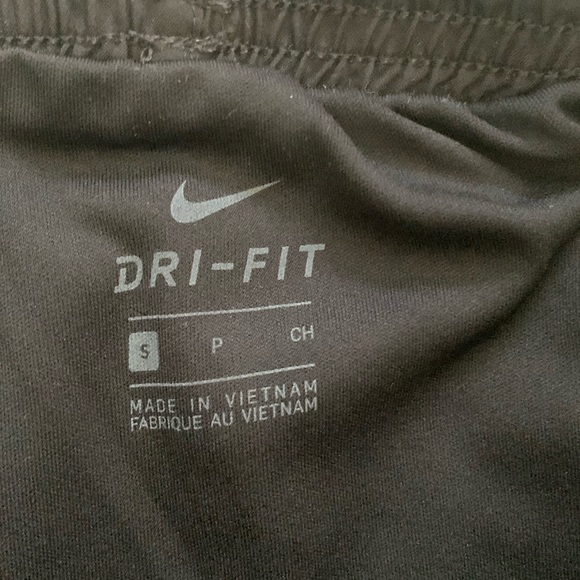 DRI-FIT
S P CH
MADE IN VIETNAM
FABRIQUE AU VIETNAM